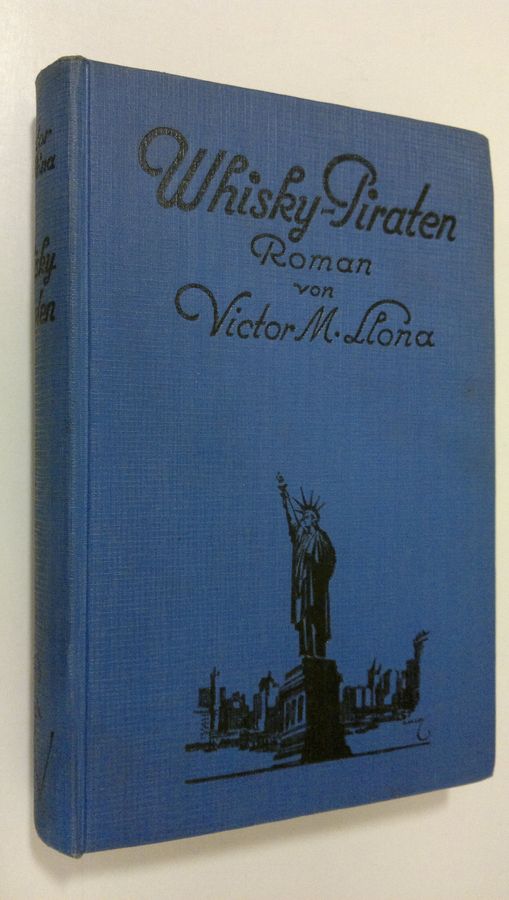 Whisky-Piraten
Roman
von
Victor M. Llona